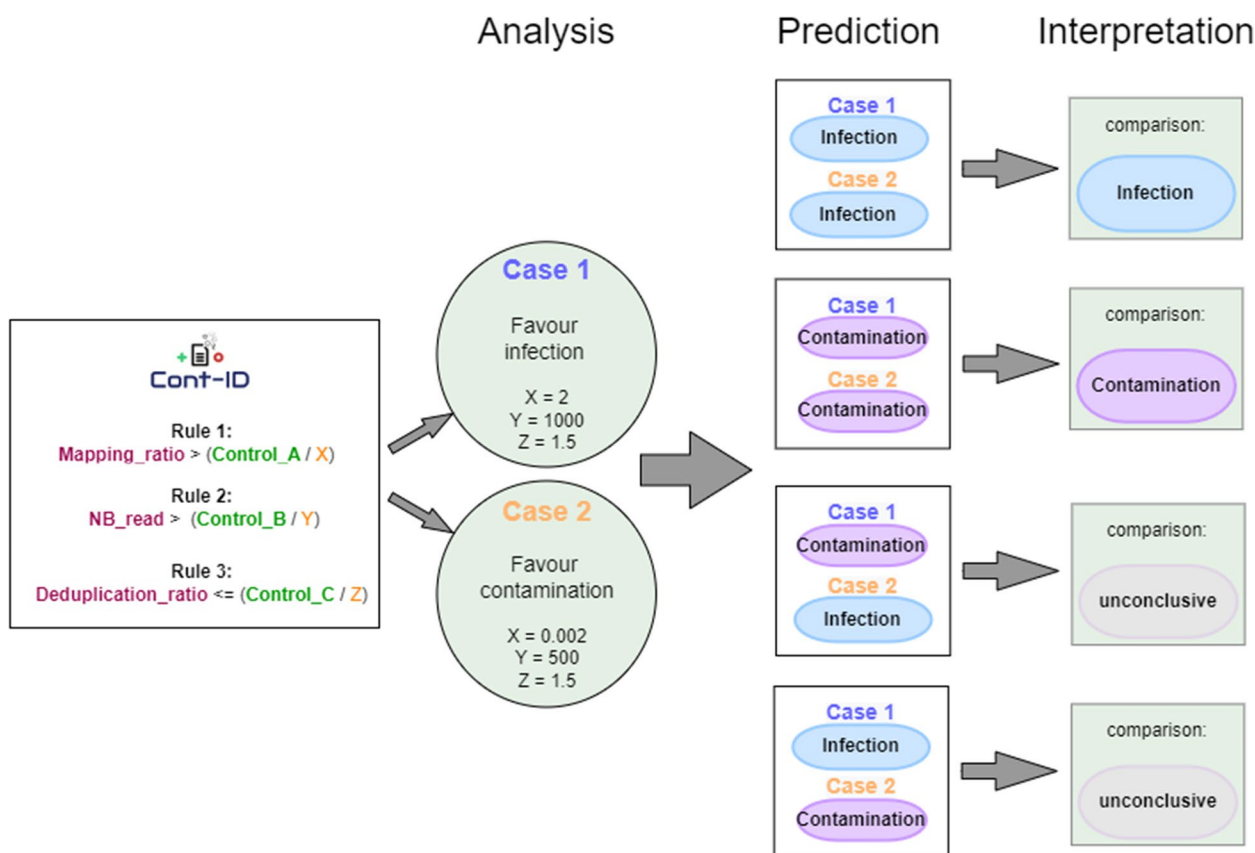 Analysis
Prediction
Interpretation
Cont-ID
Rule 1:
Mapping_ratio > (Control_A / X)
Rule 2:
NB_read > (Control_B / Y)
Rule 3:
Deduplication_ratio <= (Control_C / Z)
Case 1
Favour
infection
X = 2
Y = 1000
Z = 1.5
Case 2
Favour
contamination
X = 0.002
Y = 500
Z = 1.5
Case 1
Infection
Case 2
Infection
comparison:
Infection
Case 1
Contamination
Case 2
Contamination
comparison:
Contamination
Case 1
Contamination
Case 2
Infection
comparison:
unconclusive
Case 1
Infection
Case 2
Contamination
comparison:
unconclusive